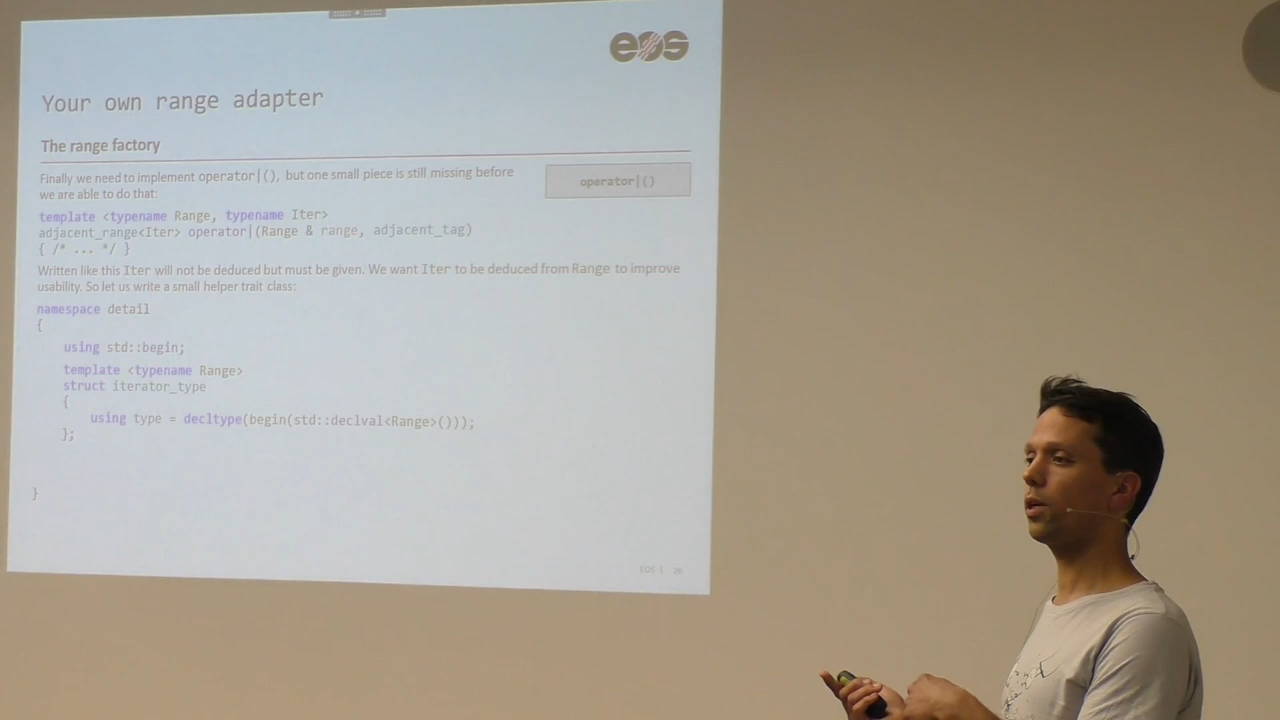 eos
Your own range adapter
The range factory
Finally we need to implement operator|(), but one small piece is still missing before
we are able to do that:
operator|()
template <typename Range, typename Iter>
adjacent_range<Iter> operator|(Range & range, adjacent_tag)
{ /* ... */ }
Written like this Iter will not be deduced but must be given. We want Iter to be deduced from Range to improve
usability. So let us write a small helper trait class:
namespace detail
{
using std::begin;
template <typename Range>
struct iterator_type
{
using type = decltype(begin(std::declval<Range>()));
};
}
EOS | 26